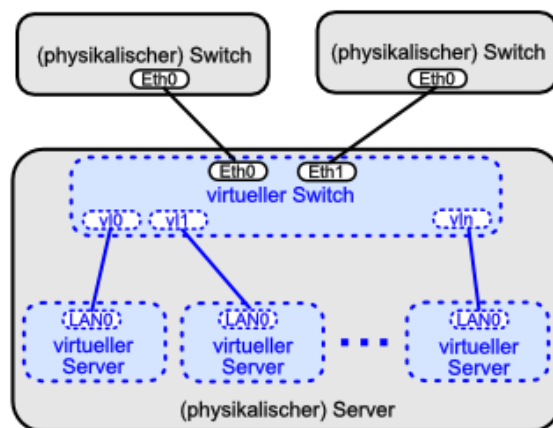 (physikalischer) Switch
Eth0
(physikalischer) Switch
Eth0
Eth0
Eth1
virtueller Switch
vl0
vl1
vln
LAN0
virtueller
Server
LAN0
virtueller
Server
LAN0
virtueller
Server
(physikalischer) Server